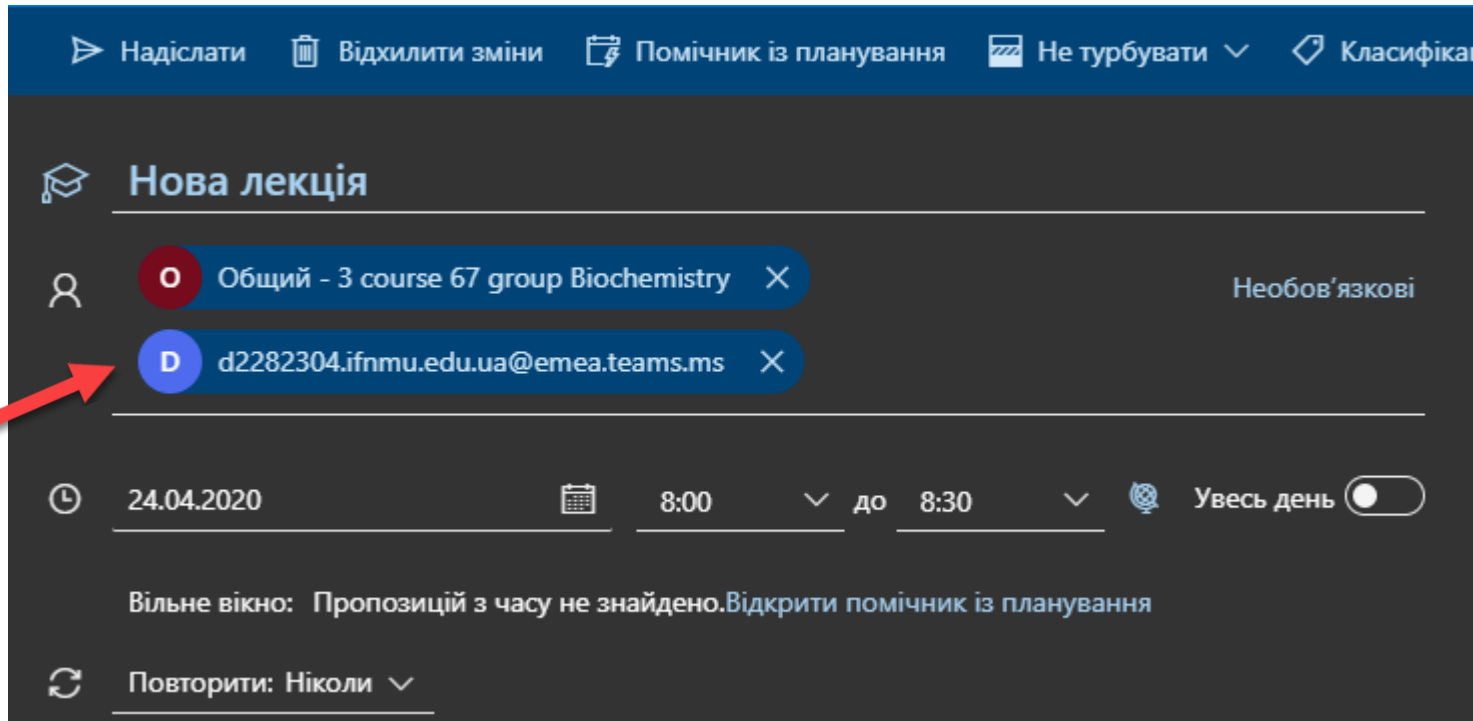 Надіслати Відхилити зміни Помічник із планування Не турбувати Класифікац
Нова лекція
О Общий - 3 course 67 group Biochemistry
Необов’язкові
D d2282304.ifnmu.edu.ua@emea.teams.ms
24.04.2020 8:00 до 8:30 Увесь день
Вільне вікно: Пропозицій з часу не знайдено.Відкрити помічник із планування
Повторити: Ніколи